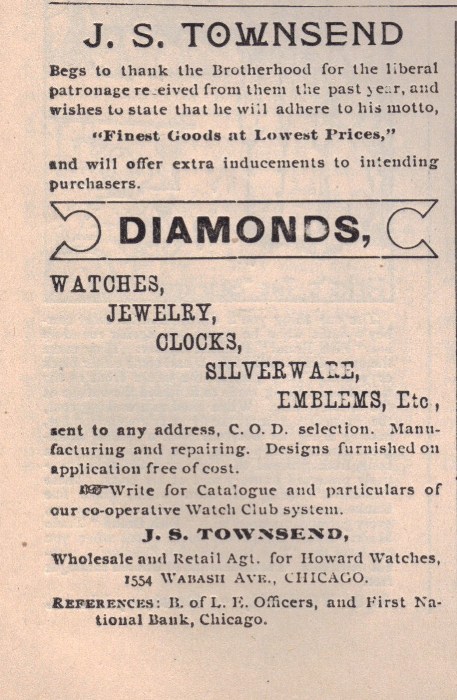 J. S. TOWNSEND
Begs to thank the Brotherhood for the liberal
patronage received from them the past year, and
wishes to state that he will adhere to his motto,
"Finest Goods at Lowest Prices,"
and will offer extra inducements to intending
purchasers.
DIAMONDS,
WATCHES,
JEWELRY,
CLOCKS,
SILVERWARE,
EMBLEMS, Etc,
sent to any address, C. O. D. selection. Manu-
facturing and repairing. Designs furnished on
application free of cost.
☞Write for Catalogue and particulars of
our co-operative Watch Club system.
J. S. TOWNSEND,
Wholesale and Retail Agt. for Howard Watches,
1554 WABASH AVE., CHICAGO.
REFERENCES: B. of L. E. Officers, and First Na-
tional Bank, Chicago.